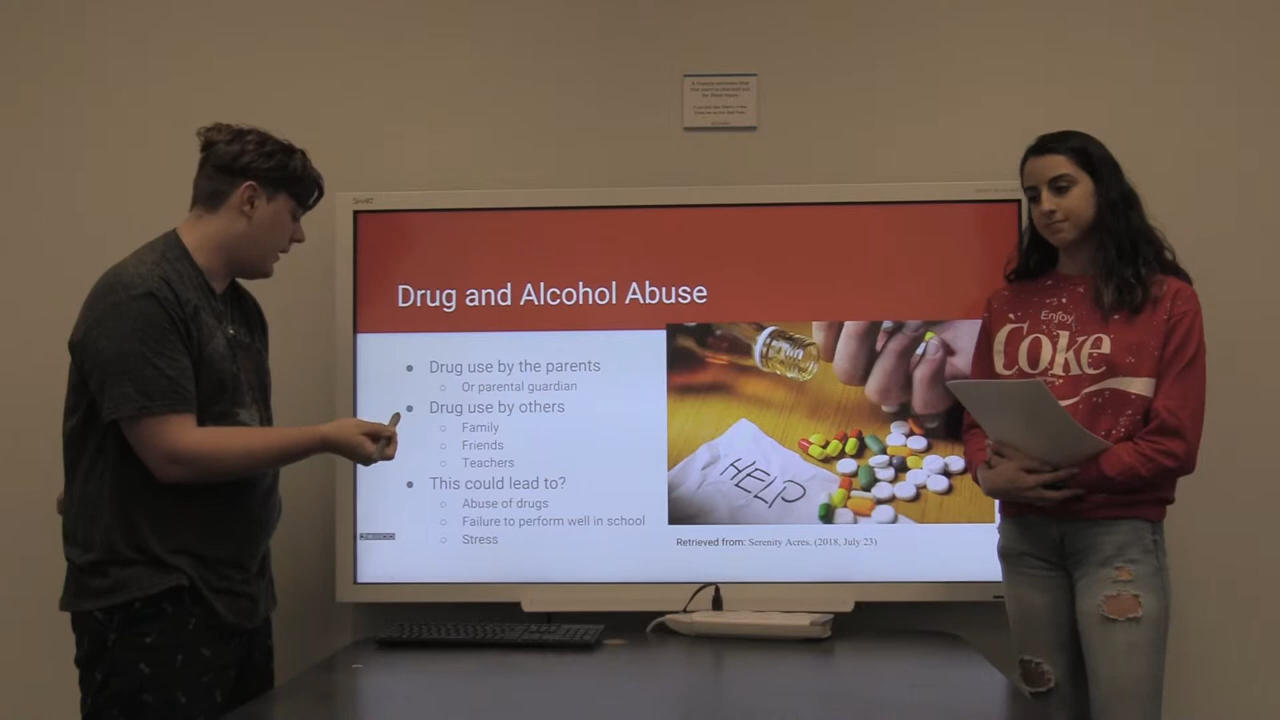 SMART
Drug and Alcohol Abuse
Drug use by the parents
Or parental guardian
Drug use by others
Family
Friends
Teachers
This could lead to?
Abuse of drugs
Failure to perform well in school
Stress
HELP
Retrieved from: Serenity Acres. (2018, July 23)
Enjoy
Coke